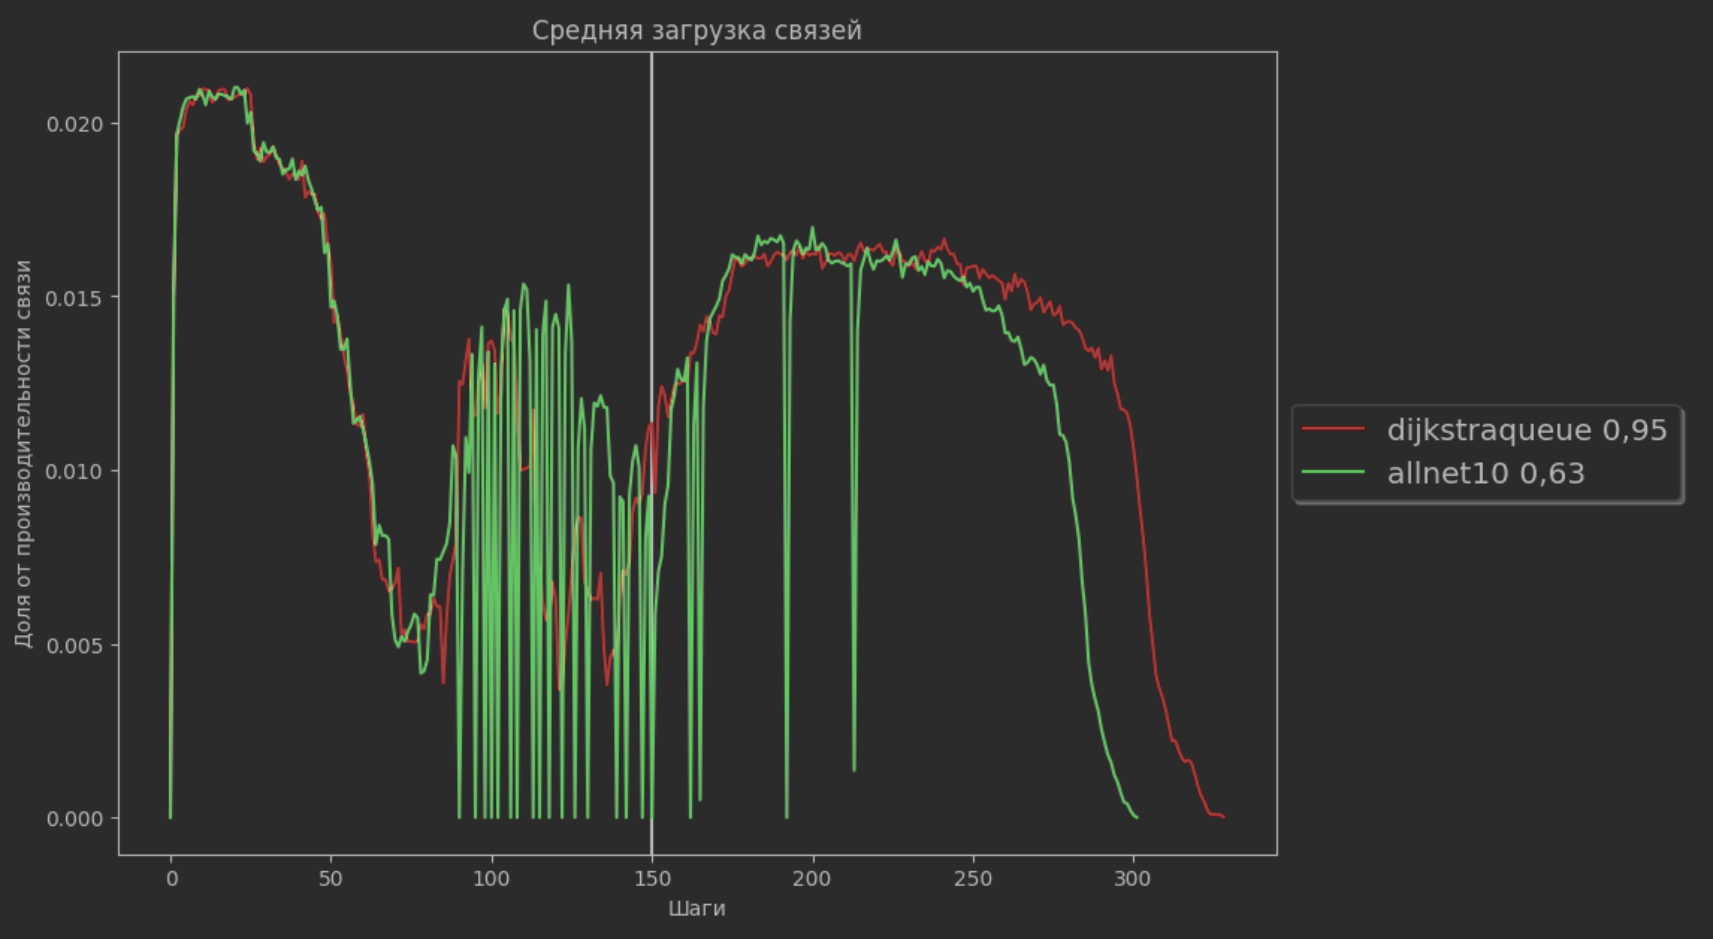 Средняя загрузка связей
Доля от производительности связи
0.020
0.015
0.010
0.005
0.000
0 50 100 150 200 250 300
Шаги
dijkstraqueue 0,95
allnet10 0,63